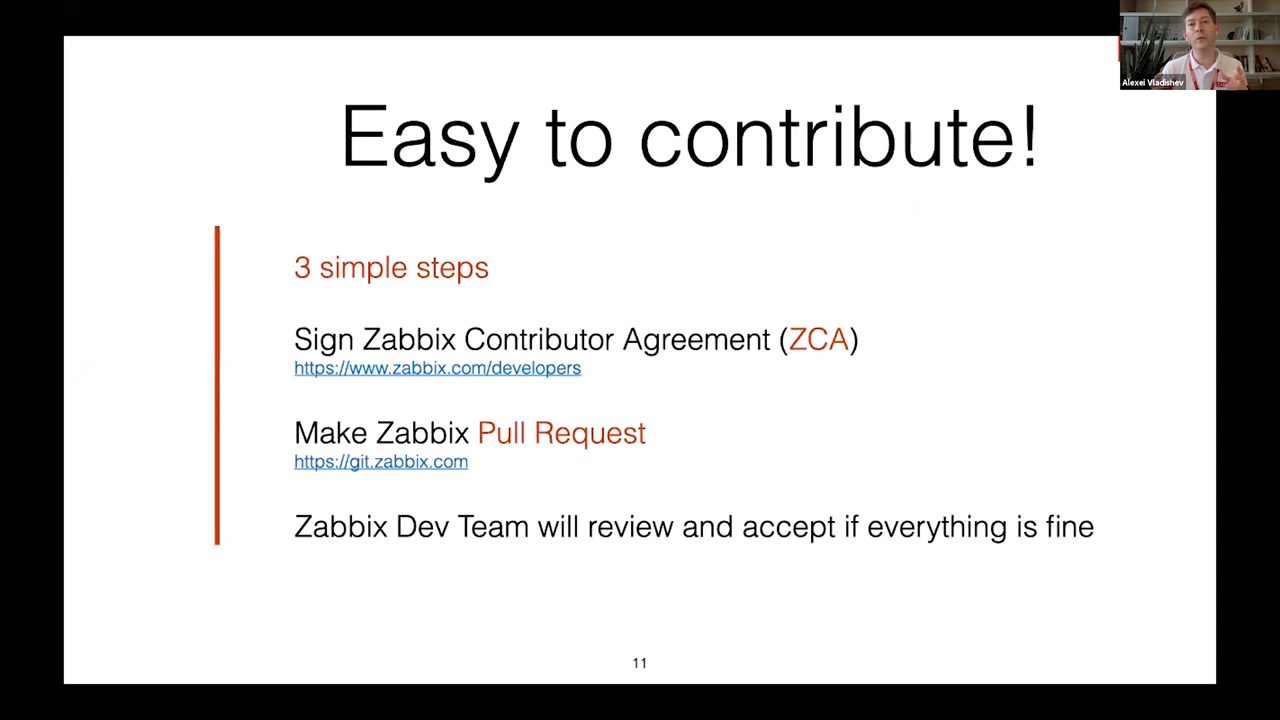 Alexei Vladishev
Easy to contribute!
3 simple steps
Sign Zabbix Contributor Agreement (ZCA)
https://www.zabbix.com/developers
Make Zabbix Pull Request
https://git.zabbix.com
Zabbix Dev Team will review and accept if everything is fine
11